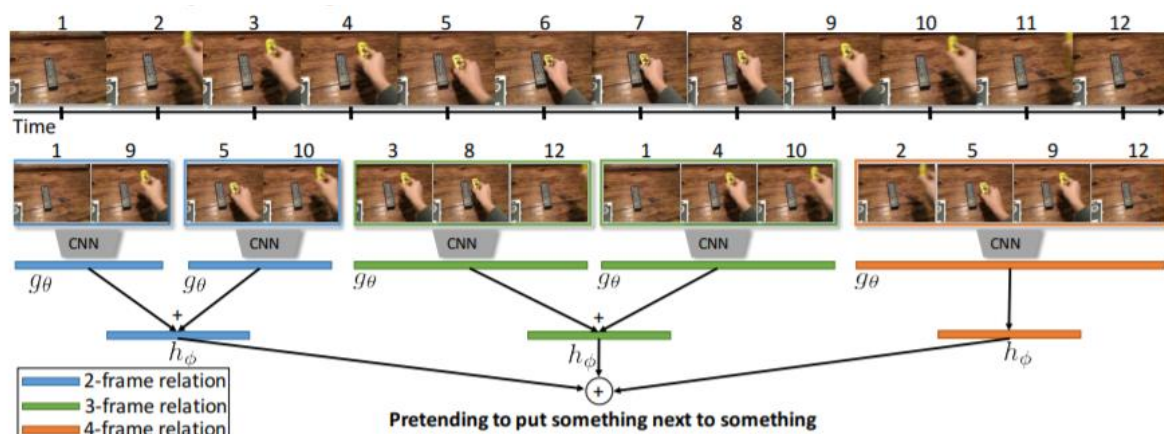 1 2 3 4 5 6 7 8 9 10 11 12
Time
1 9 5 10 3 8 12 1 4 10 2 5 9 12
CNN CNN CNN CNN CNN
gθ gθ gθ gθ gθ
+ +
hϕ hϕ hϕ
+
2-frame relation
3-frame relation
4-frame relation
Pretending to put something next to something